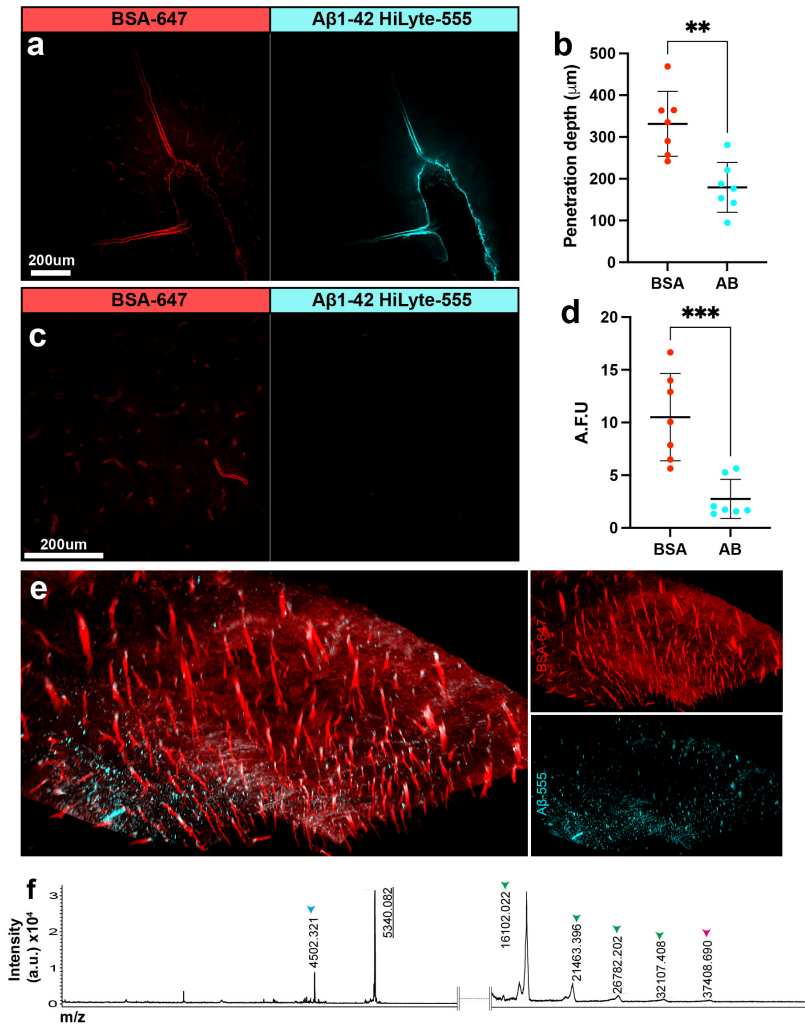 BSA-647
Aβ1-42 HiLyte-555
a
200um
b
**
Penetration depth (μm)
500
400
300
200
100
0
BSA
AB
BSA-647
Aβ1-42 HiLyte-555
c
200um
d
***
A.F.U
20
15
10
5
0
BSA
AB
e
BSA-647
Aβ-555
f
Intensity
(a.u.) x10⁴
3
2
1
0
4502.321
5340.082
16102.022
21463.396
26782.202
32107.408
37408.690
m/z